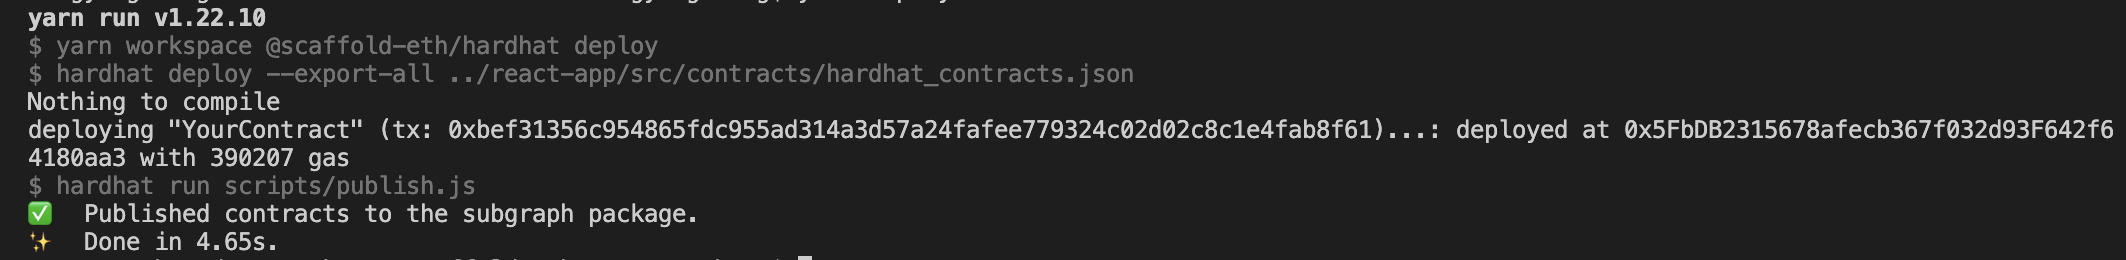 yarn run v1.22.10
$ yarn workspace @scaffold-eth/hardhat deploy
$ hardhat deploy --export-all ../react-app/src/contracts/hardhat_contracts.json
Nothing to compile
deploying "YourContract" (tx: 0xbef31356c954865fdc955ad314a3d57a24fafee779324c02d02c8c1e4fab8f61)...: deployed at 0x5FbDB2315678afecb367f032d93F642f6
4180aa3 with 390207 gas
$ hardhat run scripts/publish.js
✅ Published contracts to the subgraph package.
✨ Done in 4.65s.